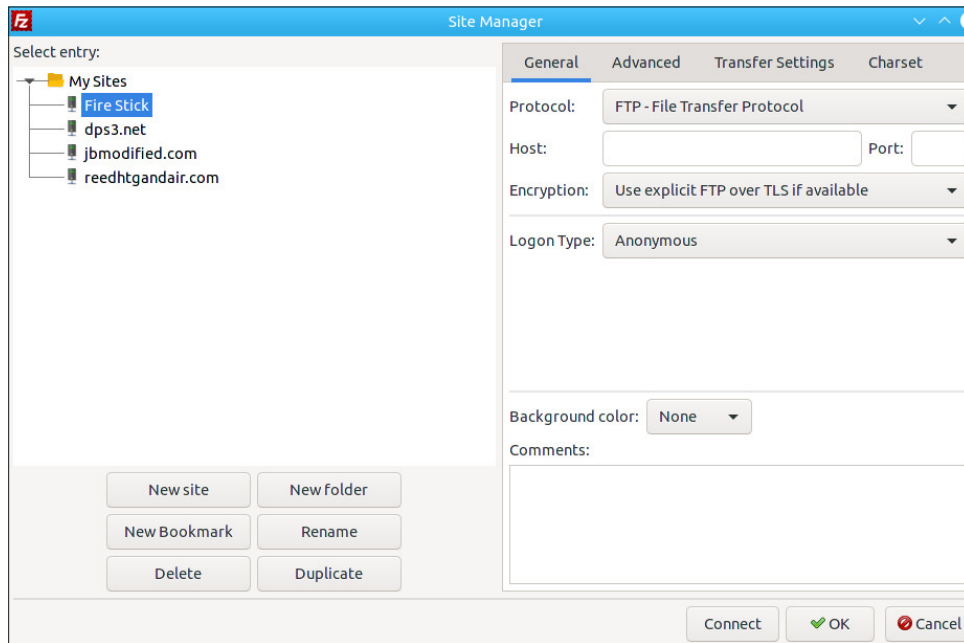 Fz
Site Manager
Select entry:
My Sites
Fire Stick
dps3.net
jbmodified.com
reedhtgandair.com
New site
New folder
New Bookmark
Rename
Delete
Duplicate
General
Advanced
Transfer Settings
Charset
Protocol:
FTP - File Transfer Protocol
Host:
Port:
Encryption:
Use explicit FTP over TLS if available
Logon Type:
Anonymous
Background color:
None
Comments:
Connect
OK
Cancel